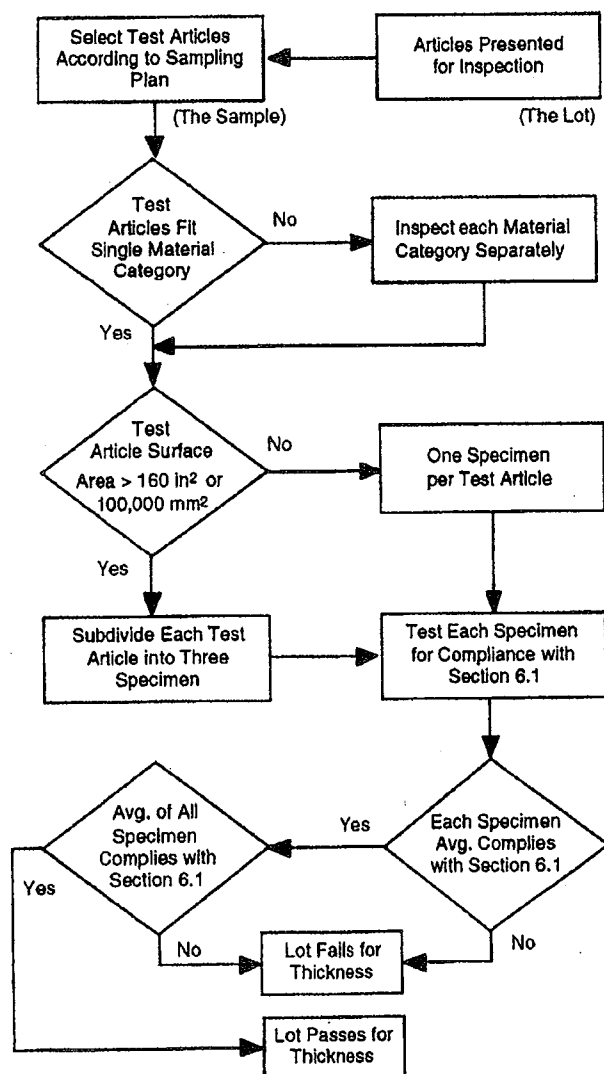 Select Test Articles
According to Sampling
Plan
Articles Presented
for Inspection
(The Sample)
(The Lot)
Test
Articles Fit
Single Material
Category
No
Inspect each Material
Category Separately
Yes
Test
Article Surface
Area > 160 in² or
100,000 mm²
No
One Specimen
per Test Article
Yes
Subdivide Each Test
Article into Three
Specimen
Test Each Specimen
for Compliance with
Section 6.1
Avg. of All
Specimen
Complies with
Section 6.1
Yes
Each Specimen
Avg. Complies
with Section 6.1
Yes
No
Lot Fails for
Thickness
No
Lot Passes for
Thickness